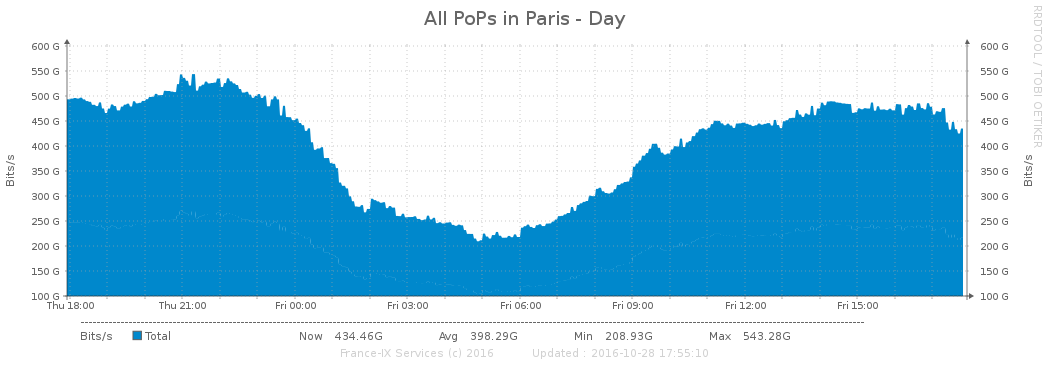 All PoPs in Paris - Day
RRDTOOL / TOBI OETIKER
600 G 600 G
550 G 550 G
500 G 500 G
450 G 450 G
400 G 400 G
350 G 350 G
300 G 300 G
250 G 250 G
200 G 200 G
150 G 150 G
100 G 100 G
Bits/s
Bits/s
Thu 18:00 Thu 21:00 Fri 00:00 Fri 03:00 Fri 06:00 Fri 09:00 Fri 12:00 Fri 15:00
Bits/s Total Now 434.46G Avg 398.29G Min 208.93G Max 543.28G
France-IX Services (c) 2016 Updated : 2016-10-28 17:55:10